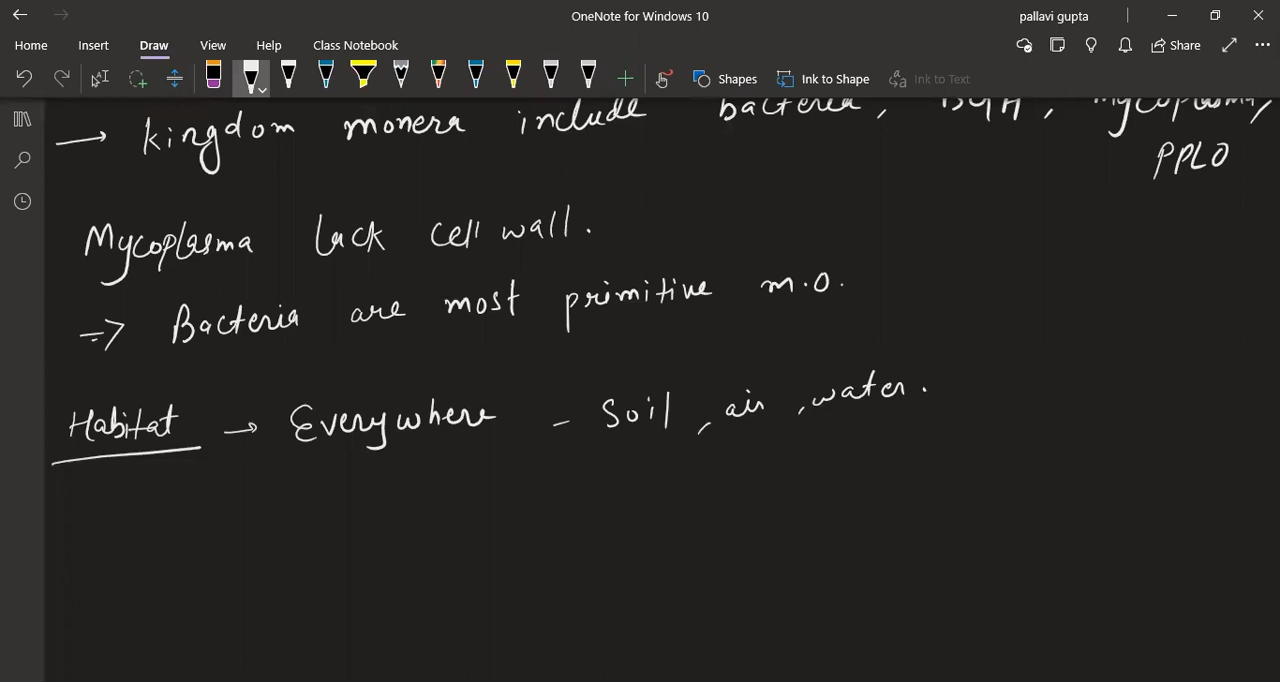 OneNote for Windows 10
pallavi gupta
Home Insert Draw View Help Class Notebook
Share
Shapes Ink to Shape Ink to Text
→ kingdom monera include bacteria, BGA, Mycoplasma,
PPLO
Mycoplasma lack cell wall.
⇒ Bacteria are most primitive m.o.
Habitat → Everywhere - Soil, air, water.